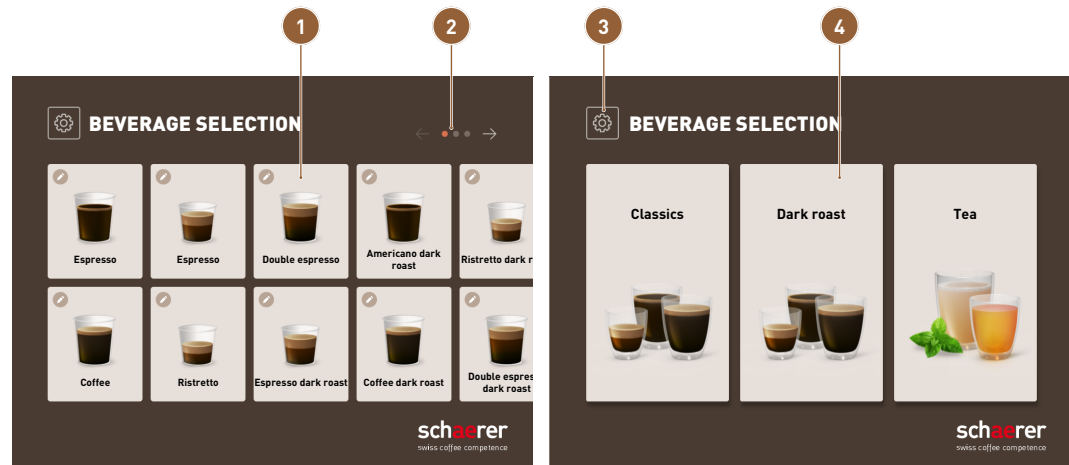 1
2
3
4
BEVERAGE SELECTION
Espresso
Espresso
Double espresso
Americano dark
roast
Ristretto dark r
Coffee
Ristretto
Espresso dark roast
Coffee dark roast
Double espres
dark roast
schaerer
swiss coffee competence
BEVERAGE SELECTION
Classics
Dark roast
Tea
schaerer
swiss coffee competence